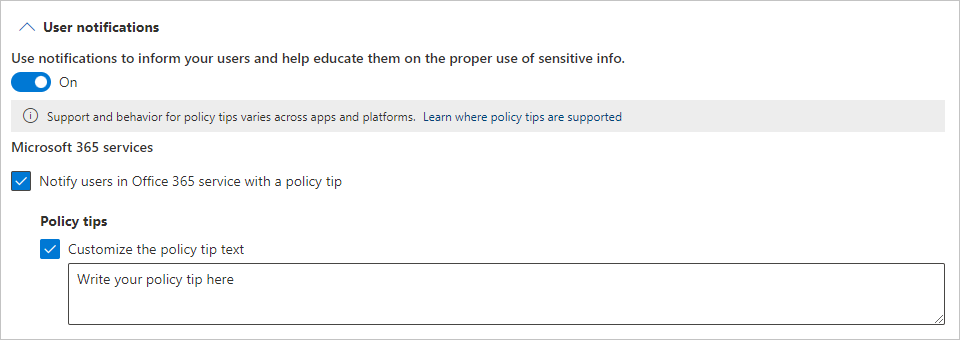 User notifications
Use notifications to inform your users and help educate them on the proper use of sensitive info.
On
Support and behavior for policy tips varies across apps and platforms. Learn where policy tips are supported
Microsoft 365 services
Notify users in Office 365 service with a policy tip
Policy tips
Customize the policy tip text
Write your policy tip here